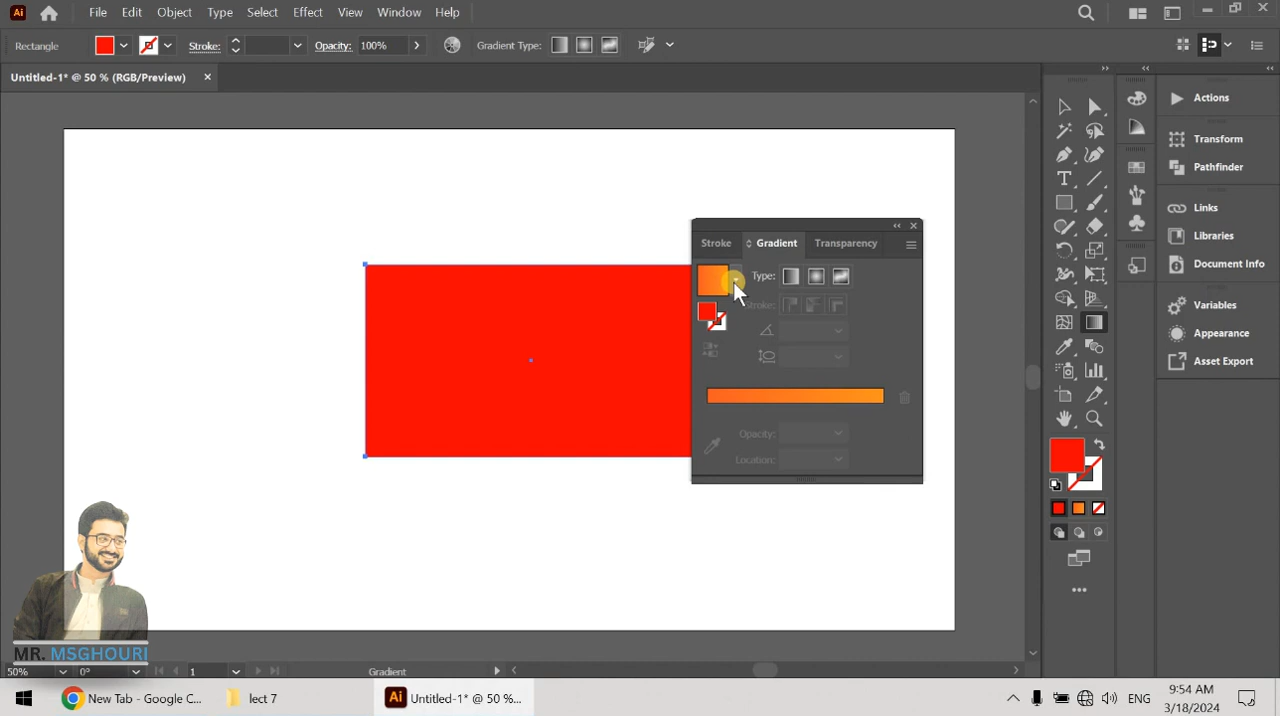 Ai File Edit Object Type Select Effect View Window Help
Rectangle Stroke: Opacity: 100% Gradient Type:
Untitled-1* @ 50 % (RGB/Preview)
Actions
Transform
Pathfinder
Links
Libraries
Document Info
Variables
Appearance
Asset Export
Stroke Gradient Transparency
Type:
Stroke:
Opacity:
Location:
MR. MSGHOURI
50% 0° 1 Gradient
New Tab - Google C... lect 7 Ai Untitled-1* @ 50 %... ENG 9:54 AM
3/18/2024